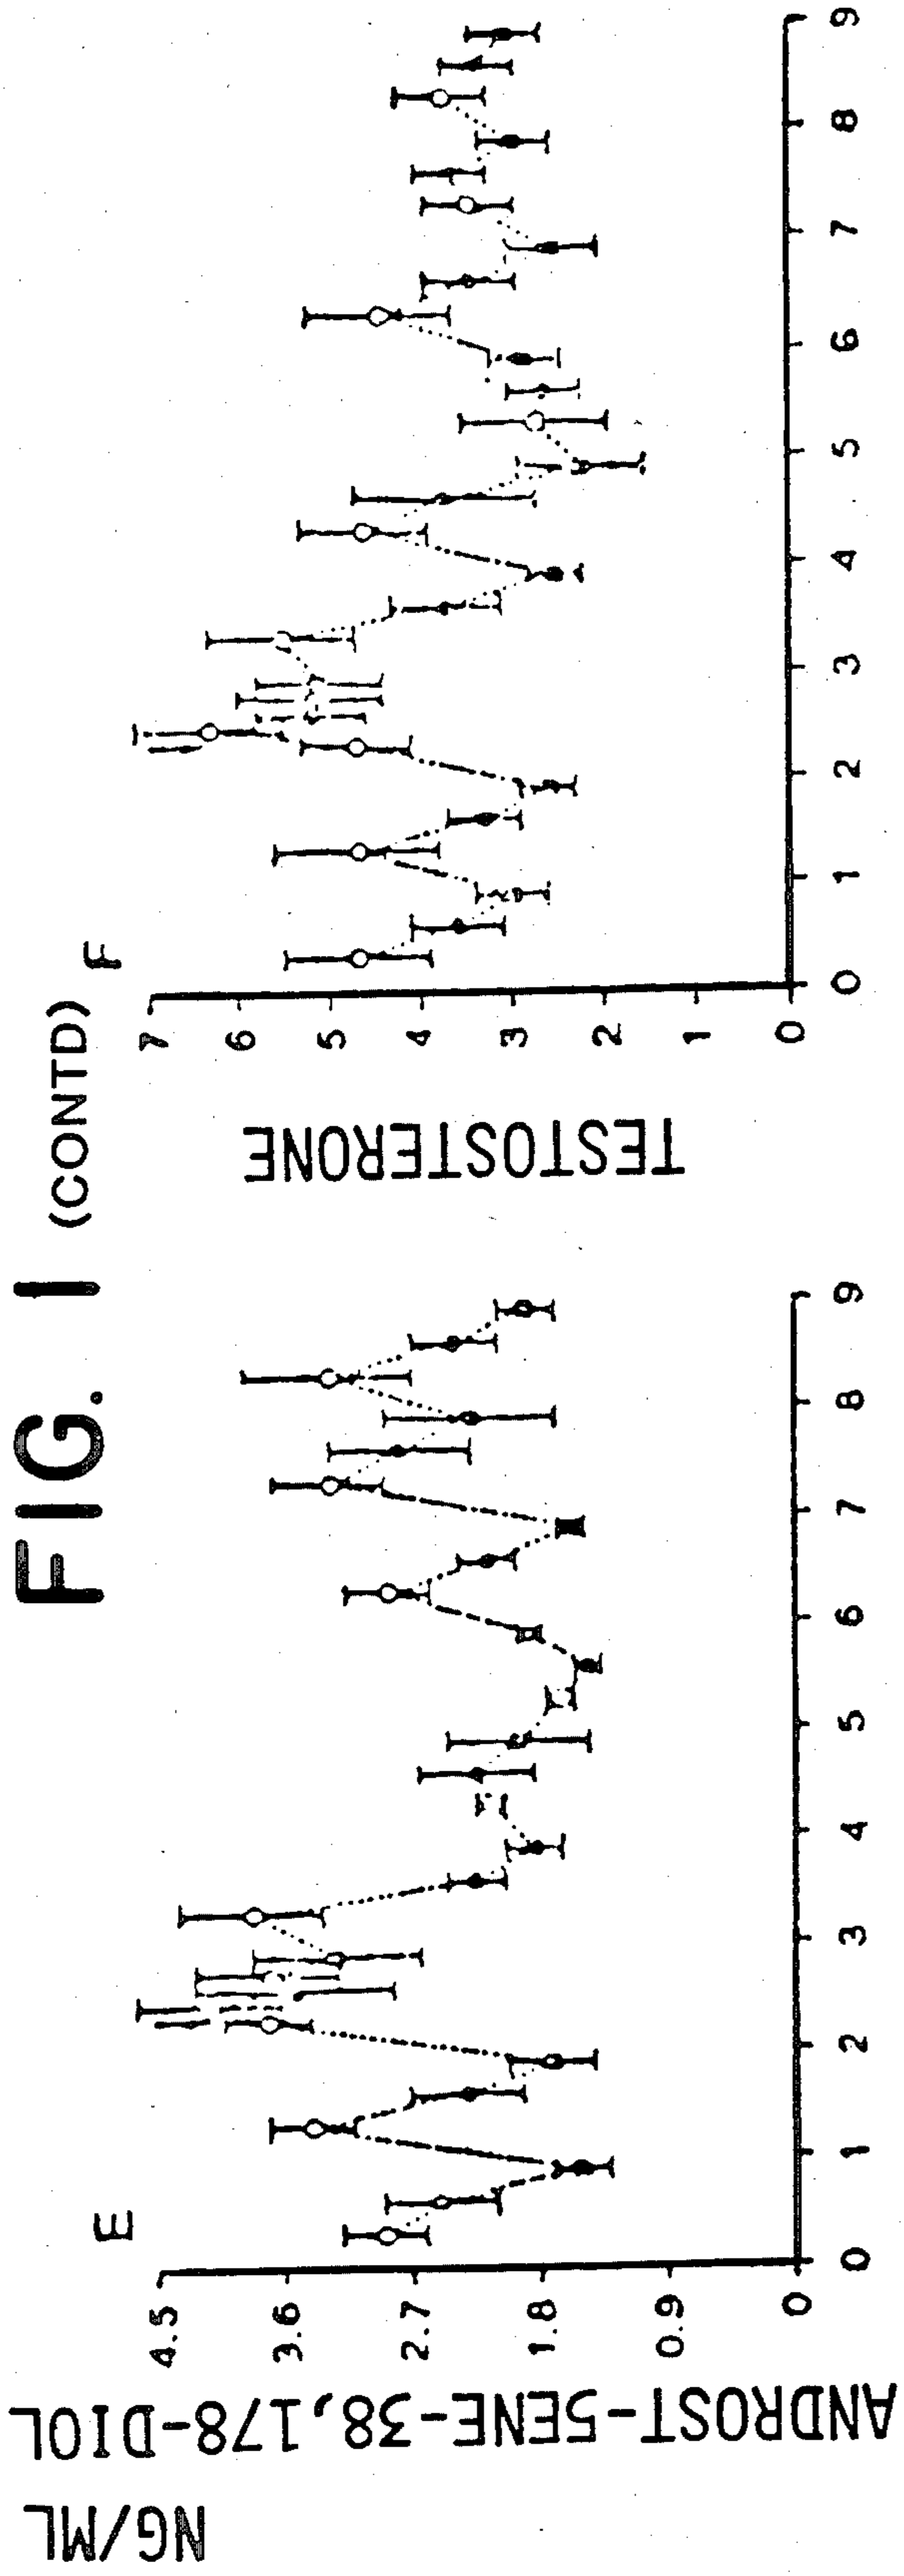 FIG. 1 (CONTD)
E
NG/ML
ANDROST-5ENE-38,178-DIOL
4.5
3.6
2.7
1.8
0.9
0
0 1 2 3 4 5 6 7 8 9
F
TESTOSTERONE
7
6
5
4
3
2
1
0
0 1 2 3 4 5 6 7 8 9